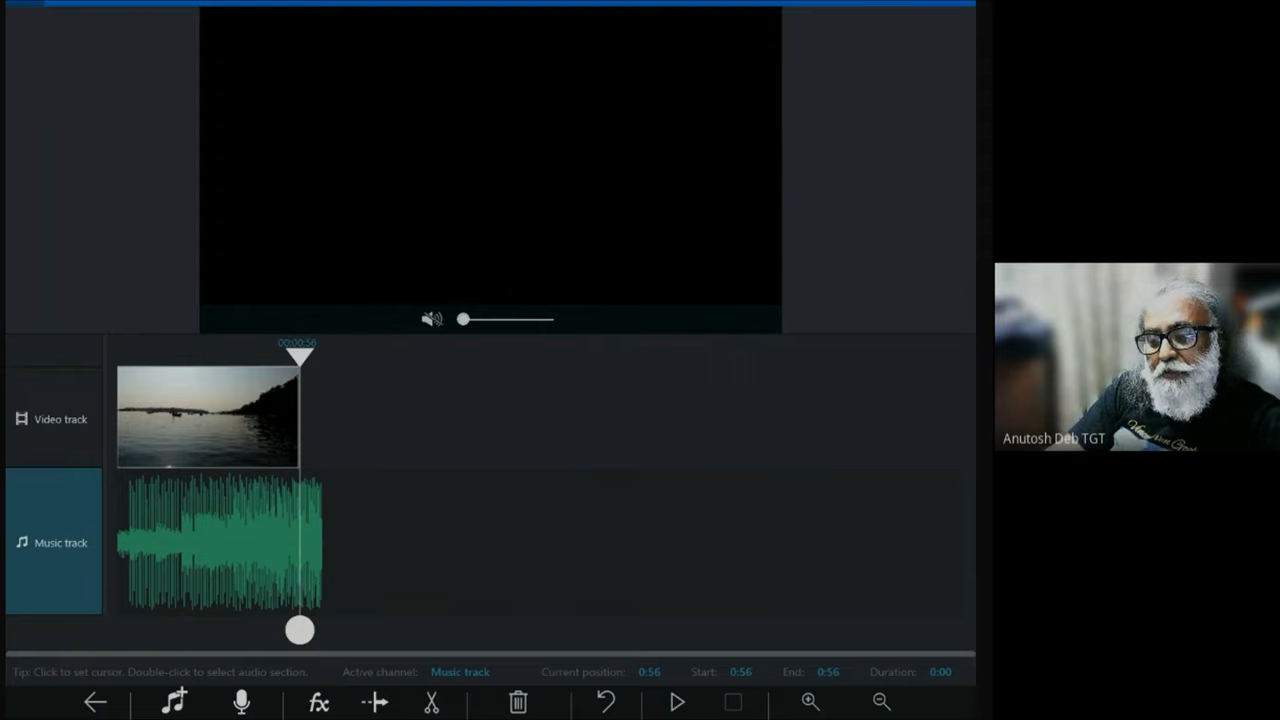 00:00:56
Video track
Music track
Tip: Click to set cursor. Double-click to select audio section. Active channel: Music track Current position: 0:56 Start: 0:56 End: 0:56 Duration: 0:00
fx
Anutosh Deb TGT